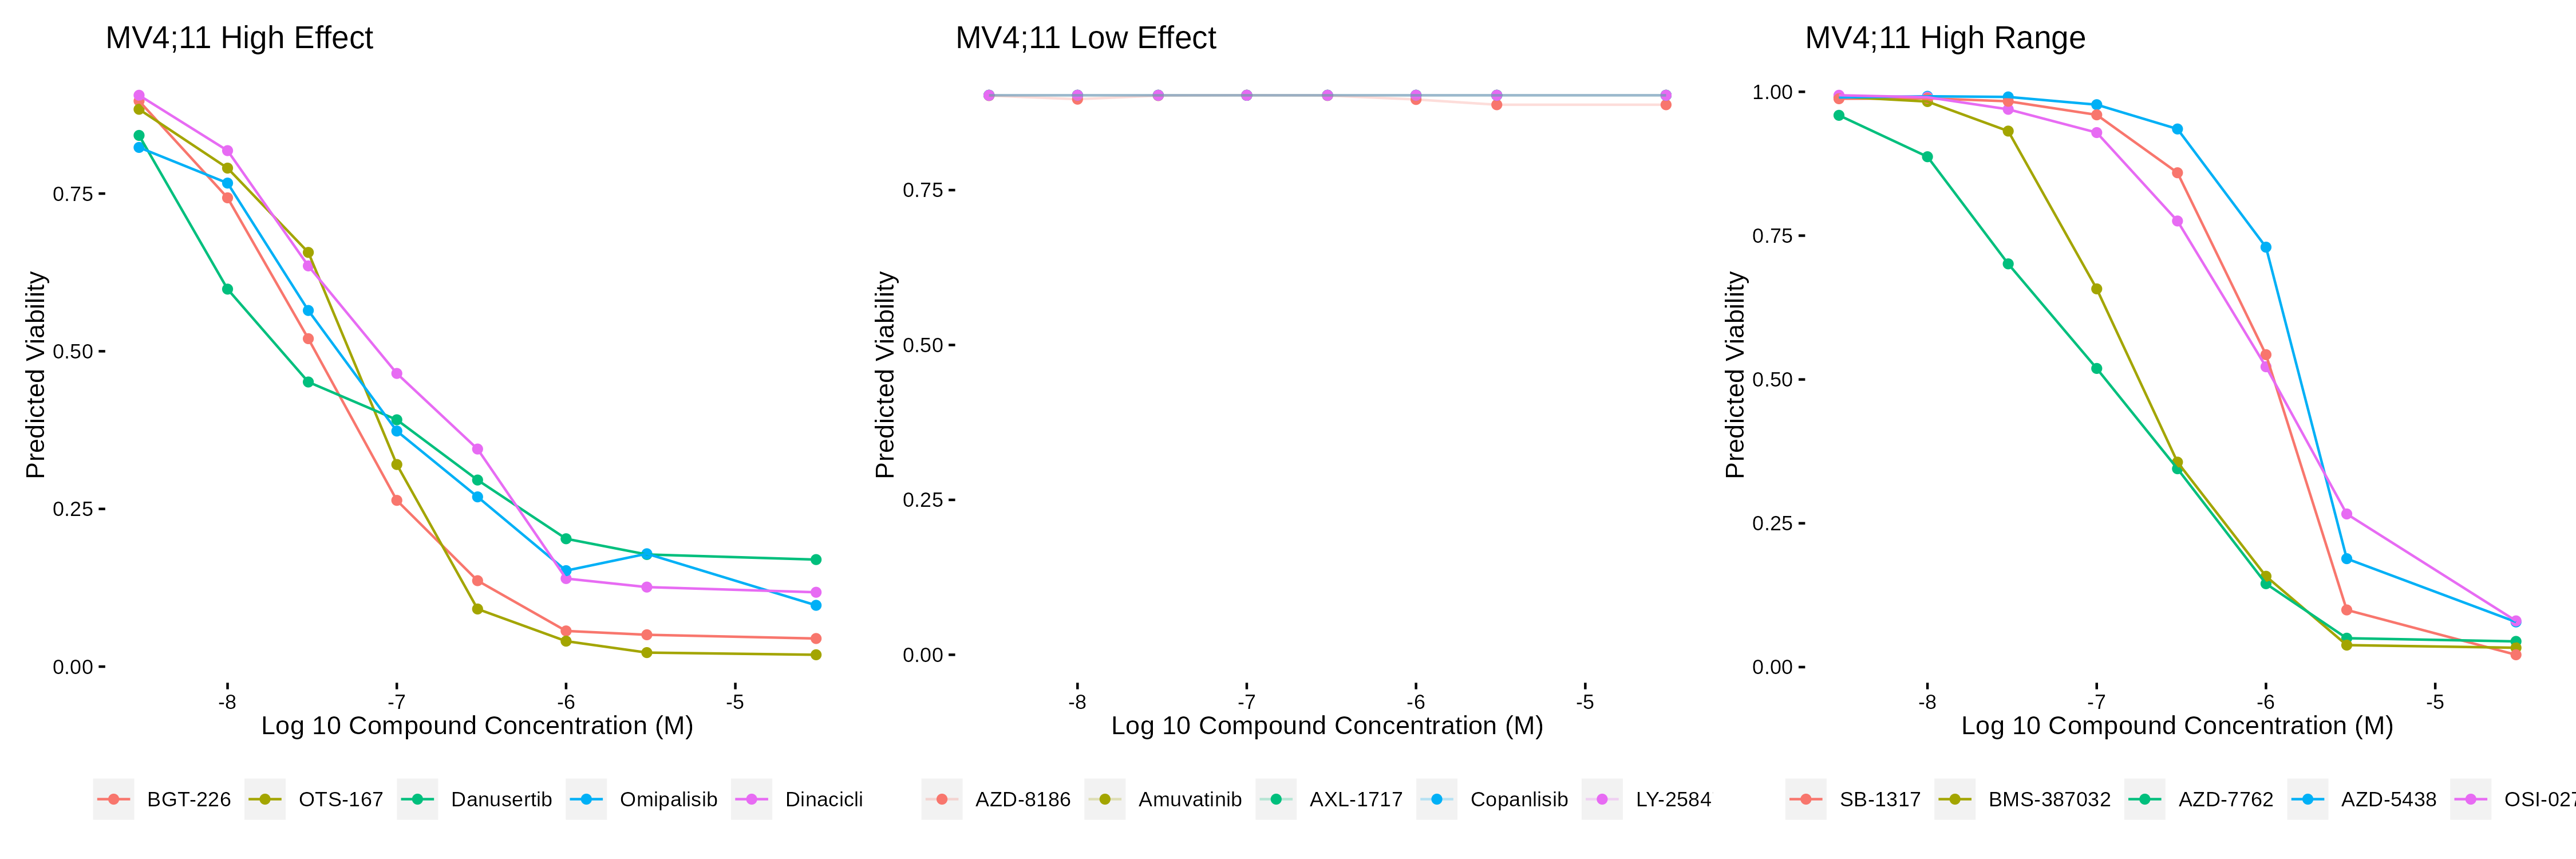 MV4;11 High Effect
0.75
0.50
0.25
0.00
Predicted Viability
-8 -7 -6 -5
Log 10 Compound Concentration (M)
BGT-226 OTS-167 Danusertib Omipalisib Dinacicli
MV4;11 Low Effect
0.75
0.50
0.25
0.00
Predicted Viability
-8 -7 -6 -5
Log 10 Compound Concentration (M)
AZD-8186 Amuvatinib AXL-1717 Copanlisib LY-2584
MV4;11 High Range
1.00
0.75
0.50
0.25
0.00
Predicted Viability
-8 -7 -6 -5
Log 10 Compound Concentration (M)
SB-1317 BMS-387032 AZD-7762 AZD-5438 OSI-027